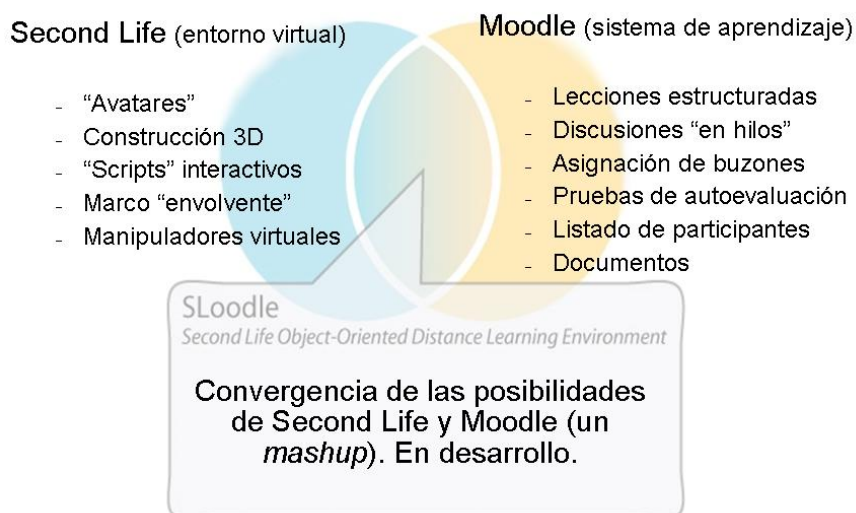 Second Life (entorno virtual)
- “Avatares”
- Construcción 3D
- “Scripts” interactivos
- Marco “envolvente”
- Manipuladores virtuales
Moodle (sistema de aprendizaje)
- Lecciones estructuradas
- Discusiones “en hilos”
- Asignación de buzones
- Pruebas de autoevaluación
- Listado de participantes
- Documentos
SLoodle
Second Life Object-Oriented Distance Learning Environment
Convergencia de las posibilidades
de Second Life y Moodle (un
mashup). En desarrollo.